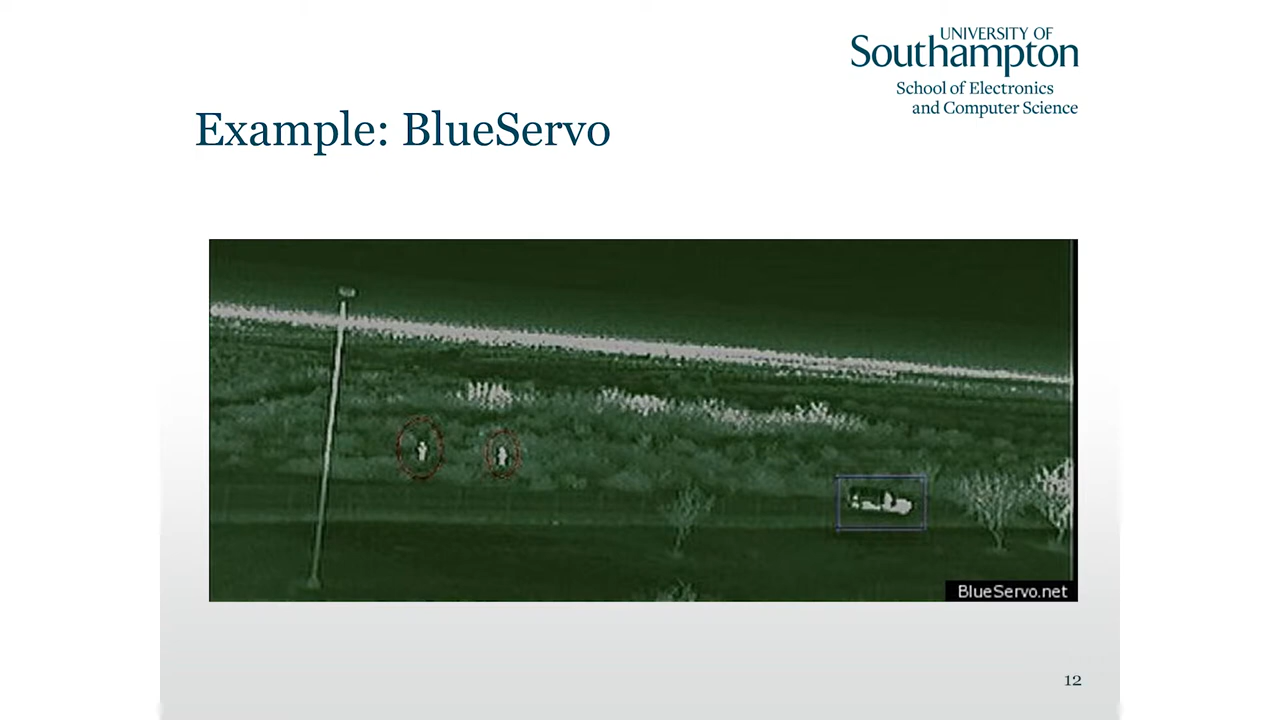 UNIVERSITY OF
Southampton
School of Electronics
and Computer Science
Example: BlueServo
BlueServo.net
12